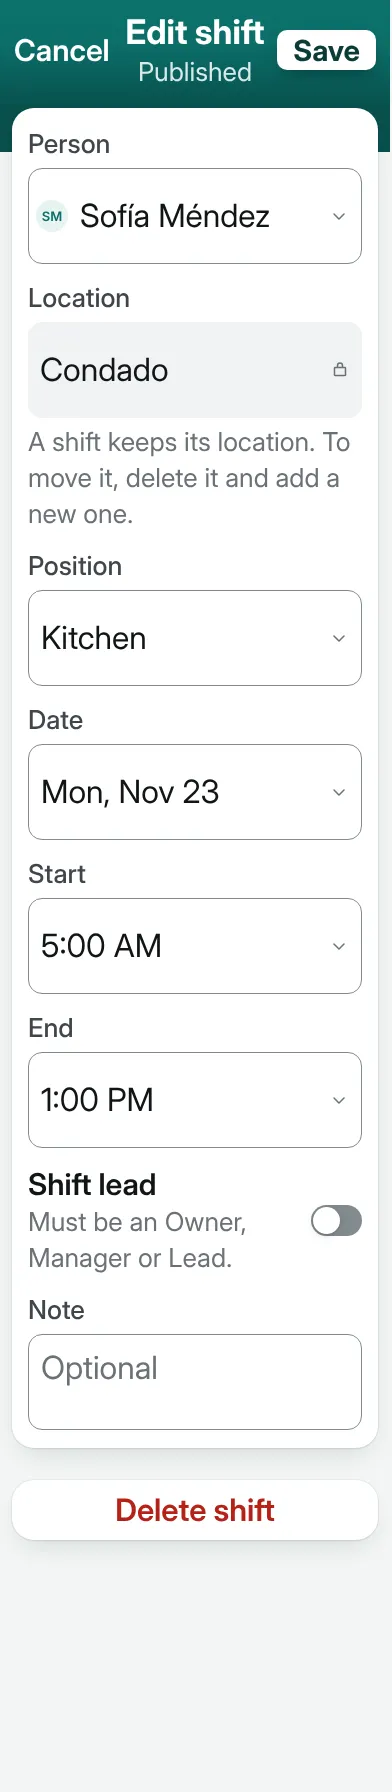 Cancel
Edit shift
Published
Save
Person
SM
Sofía Méndez
Location
Condado
A shift keeps its location. To
move it, delete it and add a
new one.
Position
Kitchen
Date
Mon, Nov 23
Start
5:00 AM
End
1:00 PM
Shift lead
Must be an Owner,
Manager or Lead.
Note
Optional
Delete shift